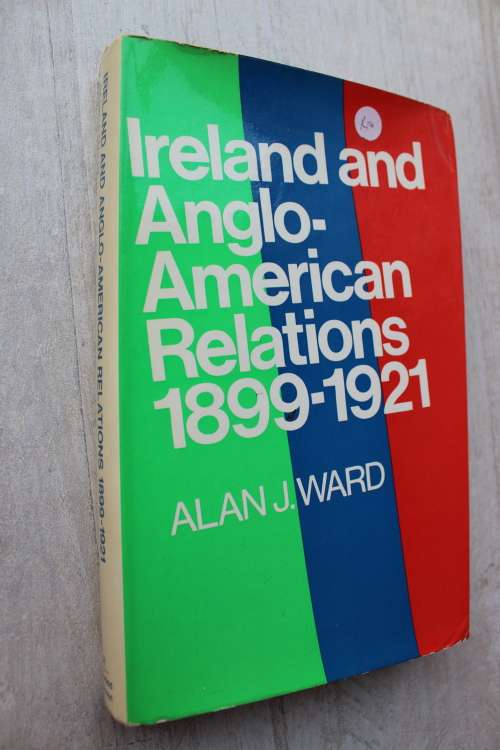 Ireland and
Anglo-
American
Relations
1899-1921
ALAN J. WARD
IRELAND AND ANGLO-AMERICAN RELATIONS 1899-1921